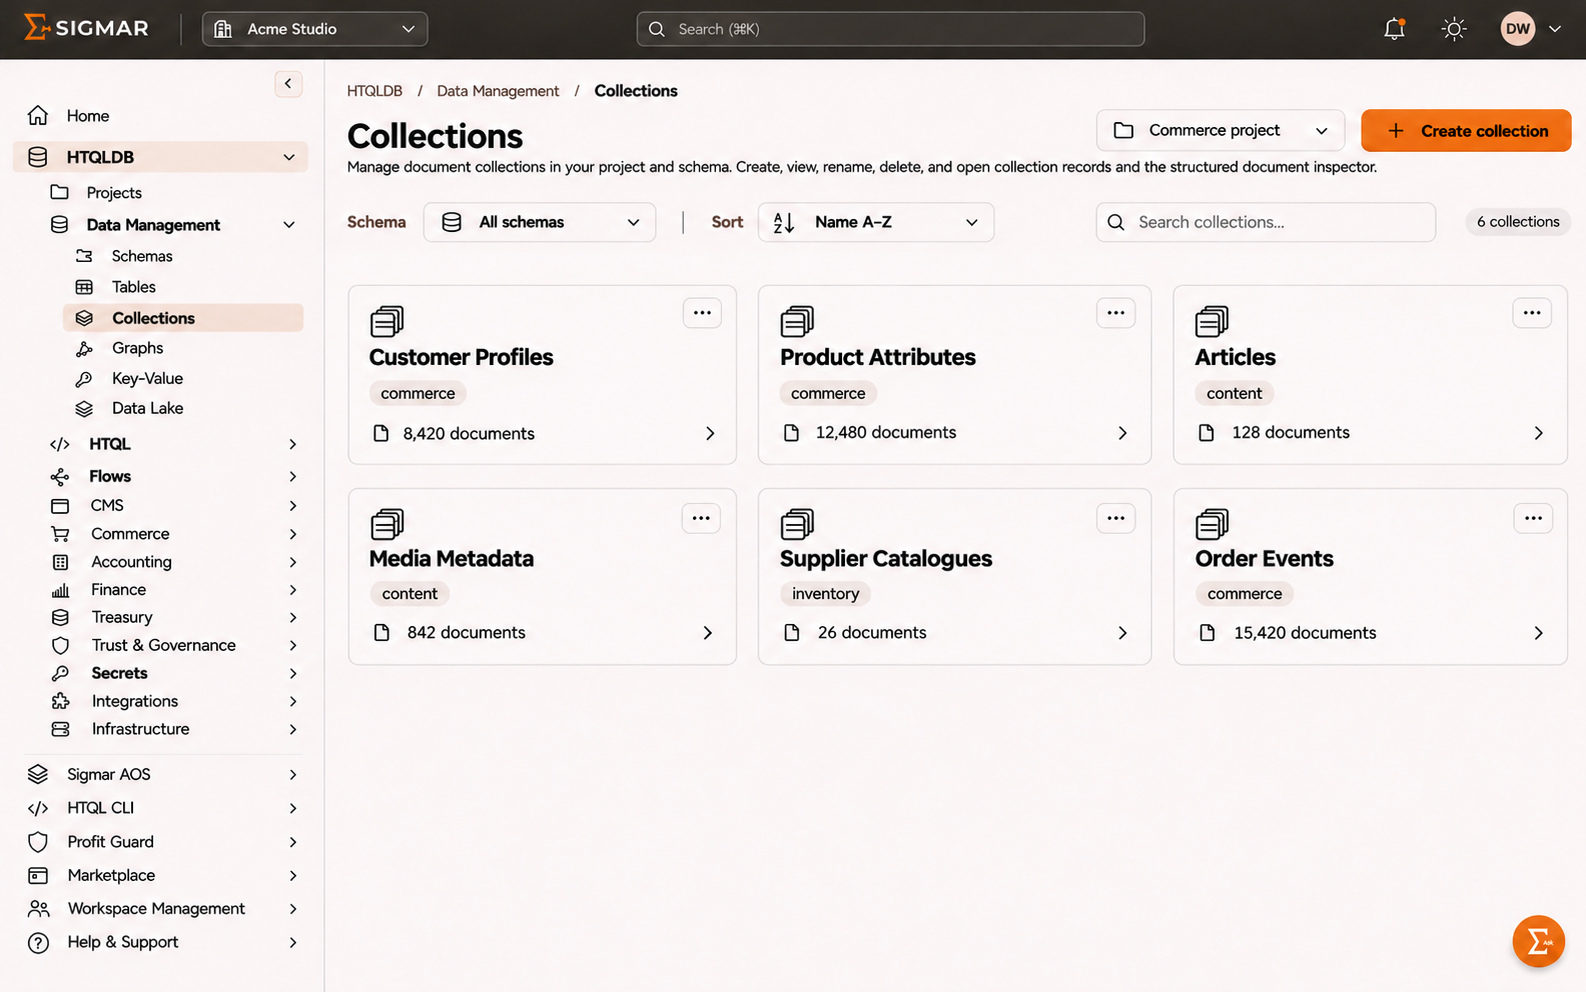 SIGMAR
Acme Studio
Search (⌘K)
DW
Home
HTQLDB
Projects
Data Management
Schemas
Tables
Collections
Graphs
Key-Value
Data Lake
HTQL
Flows
CMS
Commerce
Accounting
Finance
Treasury
Trust & Governance
Secrets
Integrations
Infrastructure
Sigmar AOS
HTQL CLI
Profit Guard
Marketplace
Workspace Management
Help & Support
HTQLDB / Data Management / Collections
Collections
Commerce project
+ Create collection
Manage document collections in your project and schema. Create, view, rename, delete, and open collection records and the structured document inspector.
Schema All schemas Sort AZ Name A–Z Search collections... 6 collections
Customer Profiles
commerce
8,420 documents
Product Attributes
commerce
12,480 documents
Articles
content
128 documents
Media Metadata
content
842 documents
Supplier Catalogues
inventory
26 documents
Order Events
commerce
15,420 documents
Ask